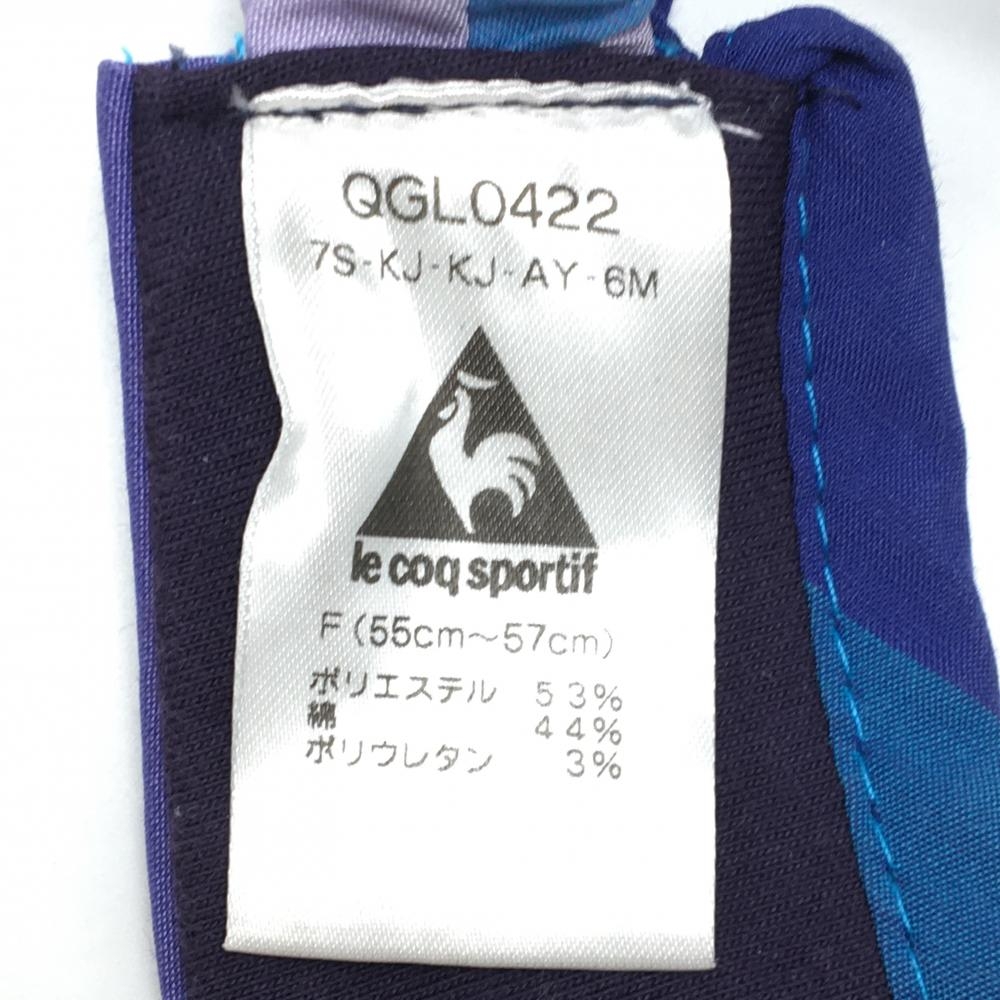 QGL0422
7S-KJ-KJ-AY-6M
le coq sportif
F (55cm～57cm)
ポリエステル 53%
綿 44%
ポリウレタン 3%